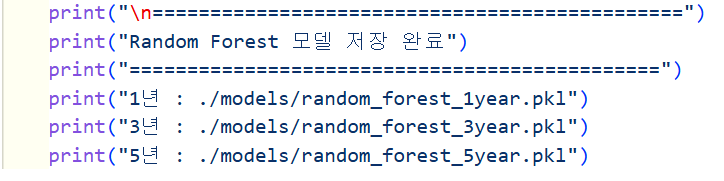 print("\n==============================================")
print("Random Forest 모델 저장 완료")
print("==============================================")
print("1년 : ./models/random_forest_1year.pkl")
print("3년 : ./models/random_forest_3year.pkl")
print("5년 : ./models/random_forest_5year.pkl")